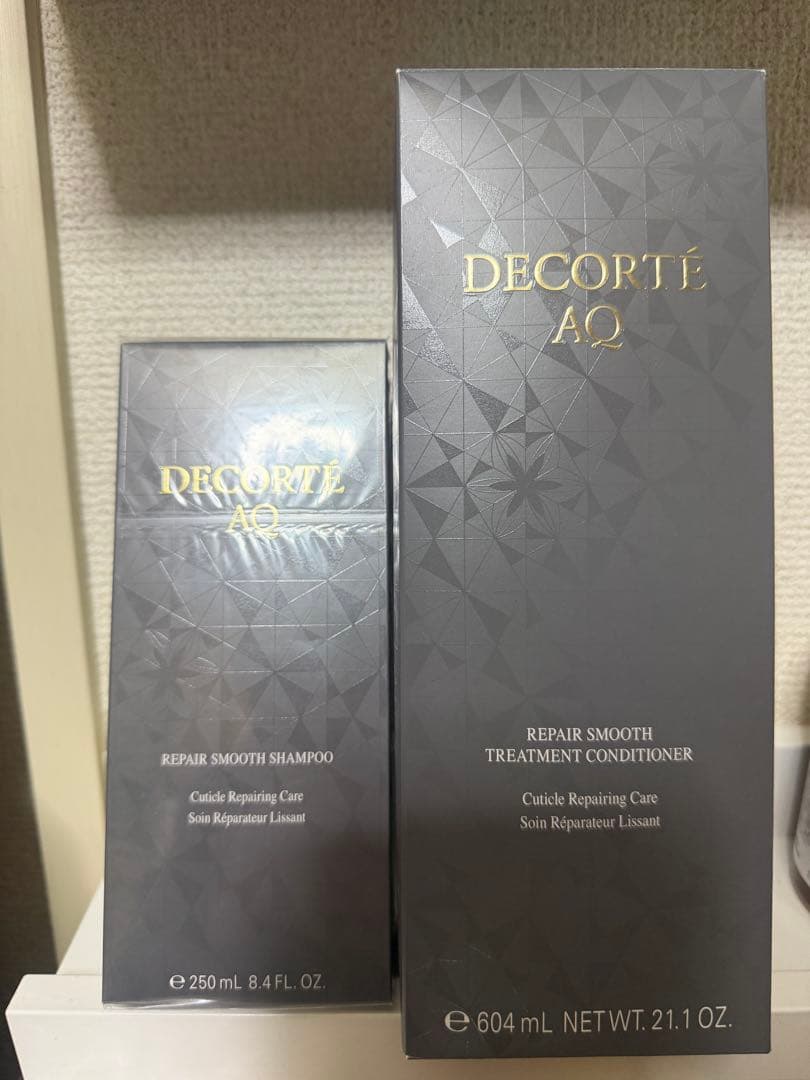 DECORTÉ
AQ
REPAIR SMOOTH SHAMPOO
Cuticle Repairing Care
Soin Réparateur Lissant
℮ 250 mL 8.4 FL. OZ.
DECORTÉ
AQ
REPAIR SMOOTH
TREATMENT CONDITIONER
Cuticle Repairing Care
Soin Réparateur Lissant
℮ 604 mL NET WT. 21.1 OZ.